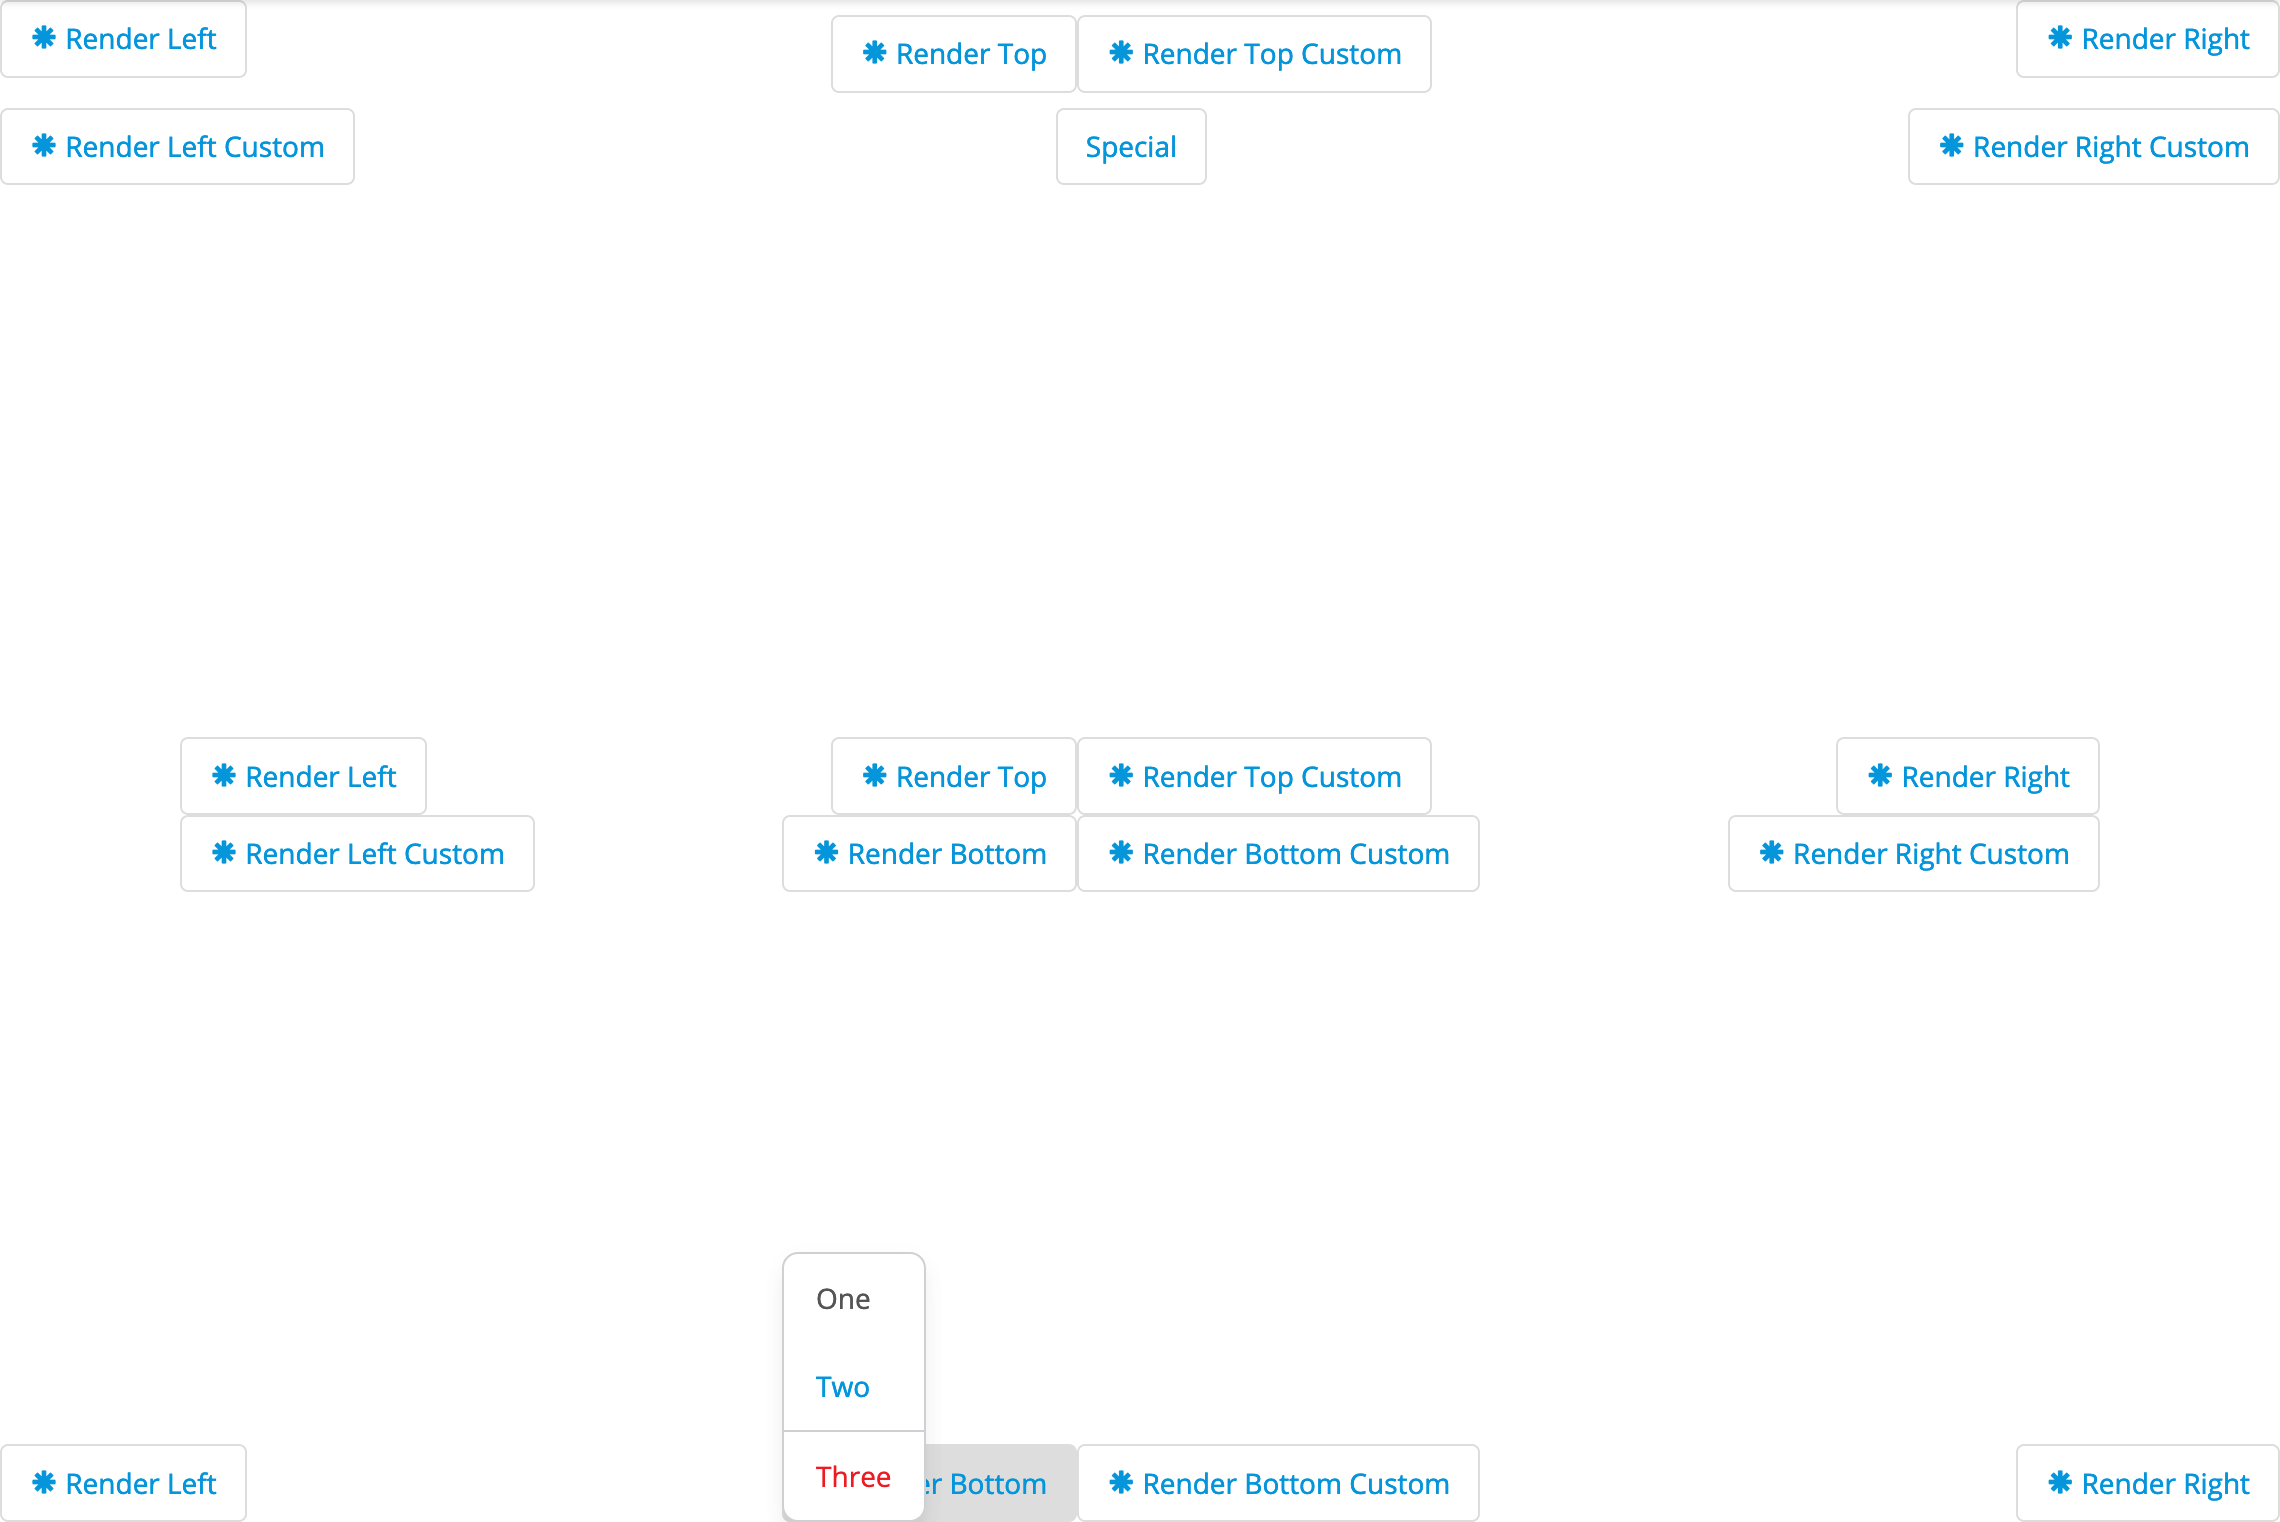 Render Left
Render Top
Render Top Custom
Render Right
Render Left Custom
Special
Render Right Custom
Render Left
Render Top
Render Top Custom
Render Right
Render Left Custom
Render Bottom
Render Bottom Custom
Render Right Custom
One
Two
Three
Render Left
Bottom
Render Bottom Custom
Render Right